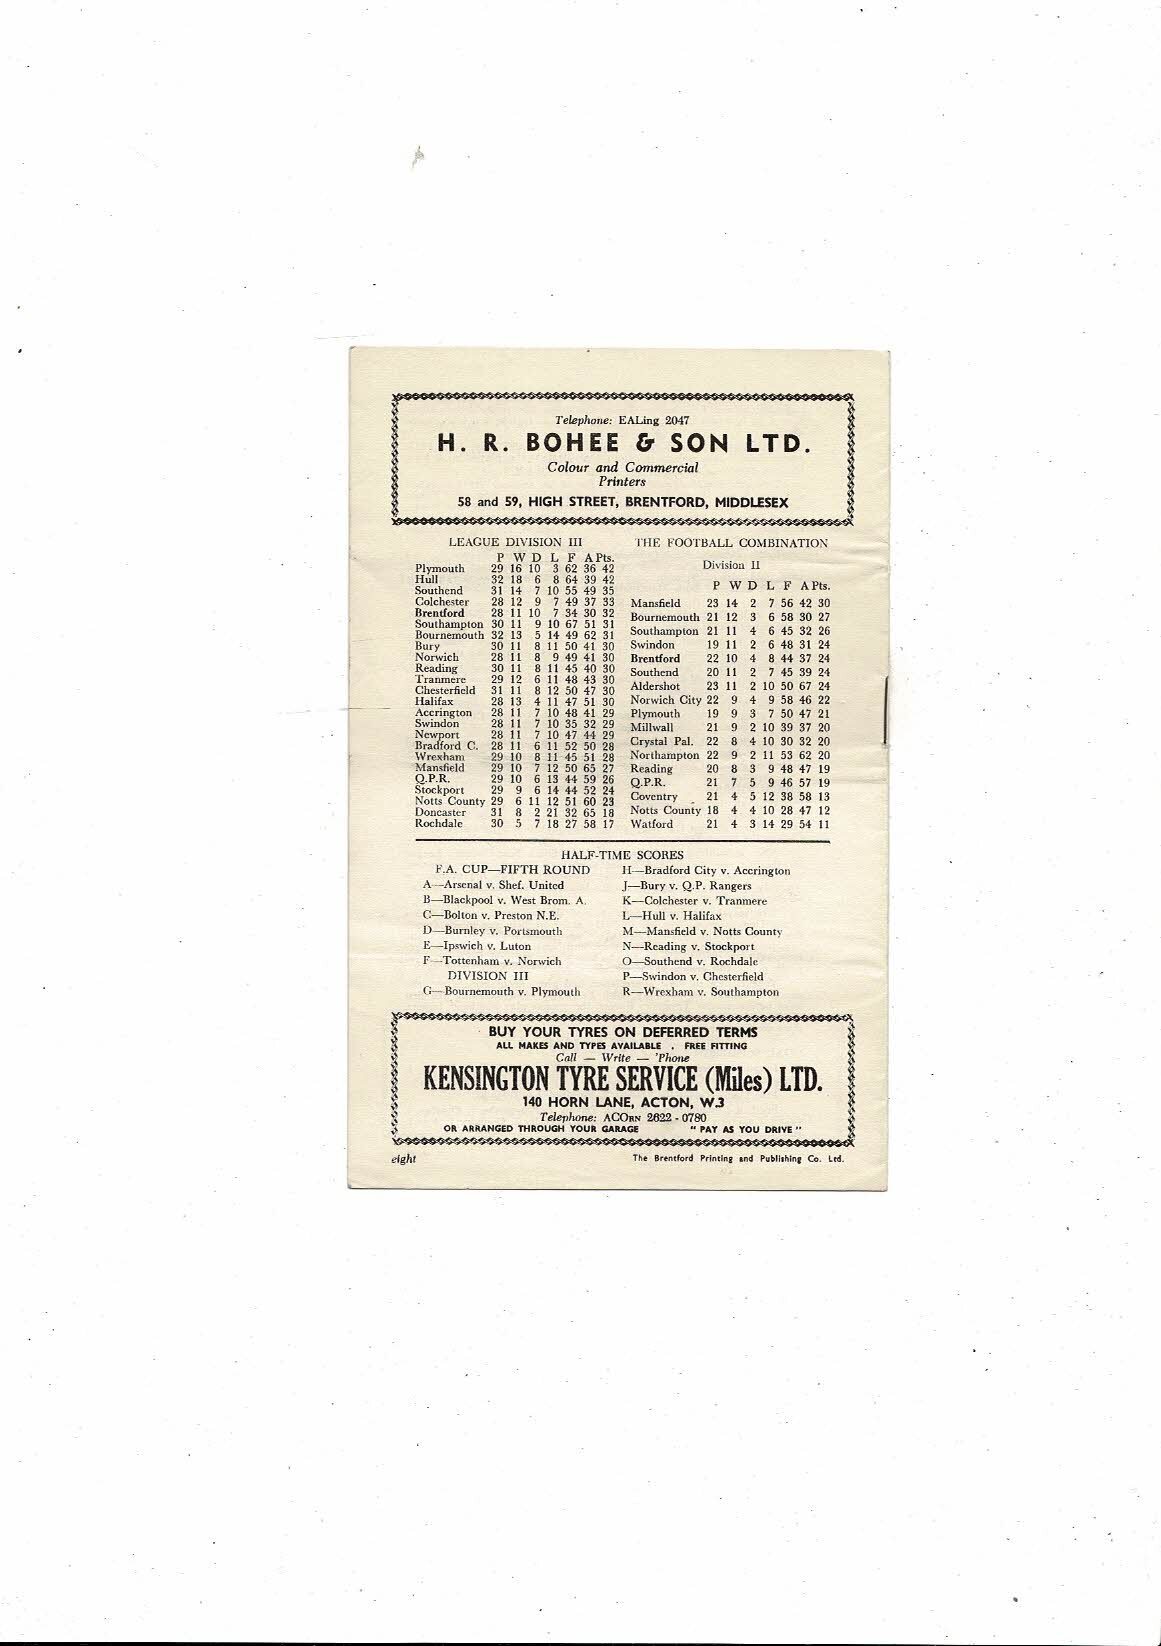 Telephone: EALing 2047
H. R. BOHEE & SON LTD.
Colour and Commercial
Printers
58 and 59, HIGH STREET, BRENTFORD, MIDDLESEX
LEAGUE DIVISION III
P W D L F A Pts.
Plymouth 29 16 10 3 62 36 42
Hull 32 18 6 8 64 39 42
Southend 31 14 7 10 55 49 35
Colchester 28 12 9 7 49 37 33
Brentford 28 11 10 7 34 30 32
Southampton 30 11 9 10 67 51 31
Bournemouth 32 13 5 14 49 62 31
Bury 30 11 8 11 50 41 30
Norwich 28 11 8 9 49 41 30
Reading 30 11 8 11 45 40 30
Tranmere 29 12 6 11 48 43 30
Chesterfield 31 11 8 12 50 47 30
Halifax 28 13 4 11 47 51 30
Accrington 28 11 7 10 48 41 29
Swindon 28 11 7 10 35 32 29
Newport 28 11 7 10 47 44 29
Bradford C. 28 11 6 11 52 50 28
Wrexham 29 10 8 11 45 51 28
Mansfield 29 10 7 12 50 65 27
Q.P.R. 29 10 6 13 44 59 26
Stockport 29 9 6 14 44 52 24
Notts County 29 6 11 12 51 60 23
Doncaster 31 8 2 21 32 65 18
Rochdale 30 5 7 18 27 58 17
THE FOOTBALL COMBINATION
Division II
P W D L F A Pts.
Mansfield 23 14 2 7 56 42 30
Bournemouth 21 12 3 6 58 30 27
Southampton 21 11 4 6 45 32 26
Swindon 19 11 2 6 48 31 24
Brentford 22 10 4 8 44 37 24
Southend 20 11 2 7 45 39 24
Aldershot 23 11 2 10 50 67 24
Norwich City 22 9 4 9 58 46 22
Plymouth 19 9 3 7 50 47 21
Millwall 21 9 2 10 39 37 20
Crystal Pal. 22 8 4 10 30 32 20
Northampton 22 9 2 11 53 62 20
Reading 20 8 3 9 48 47 19
Q.P.R. 21 7 5 9 46 57 19
Coventry 21 4 5 12 38 58 13
Notts County 18 4 4 10 28 47 12
Watford 21 4 3 14 29 54 11
HALF-TIME SCORES
F.A. CUP—FIFTH ROUND
A—Arsenal v. Shef. United
B—Blackpool v. West Brom. A.
C—Bolton v. Preston N.E.
D—Burnley v. Portsmouth
E—Ipswich v. Luton
F—Tottenham v. Norwich
DIVISION III
G—Bournemouth v. Plymouth
H—Bradford City v. Accrington
J—Bury v. Q.P. Rangers
K—Colchester v. Tranmere
L—Hull v. Halifax
M—Mansfield v. Notts County
N—Reading v. Stockport
O—Southend v. Rochdale
P—Swindon v. Chesterfield
R—Wrexham v. Southampton
BUY YOUR TYRES ON DEFERRED TERMS
ALL MAKES AND TYPES AVAILABLE . FREE FITTING
Call — Write — 'Phone
KENSINGTON TYRE SERVICE (Miles) LTD.
140 HORN LANE, ACTON, W.3
Telephone: ACORN 2622 - 0780
OR ARRANGED THROUGH YOUR GARAGE " PAY AS YOU DRIVE "
eight
The Brentford Printing and Publishing Co. Ltd.